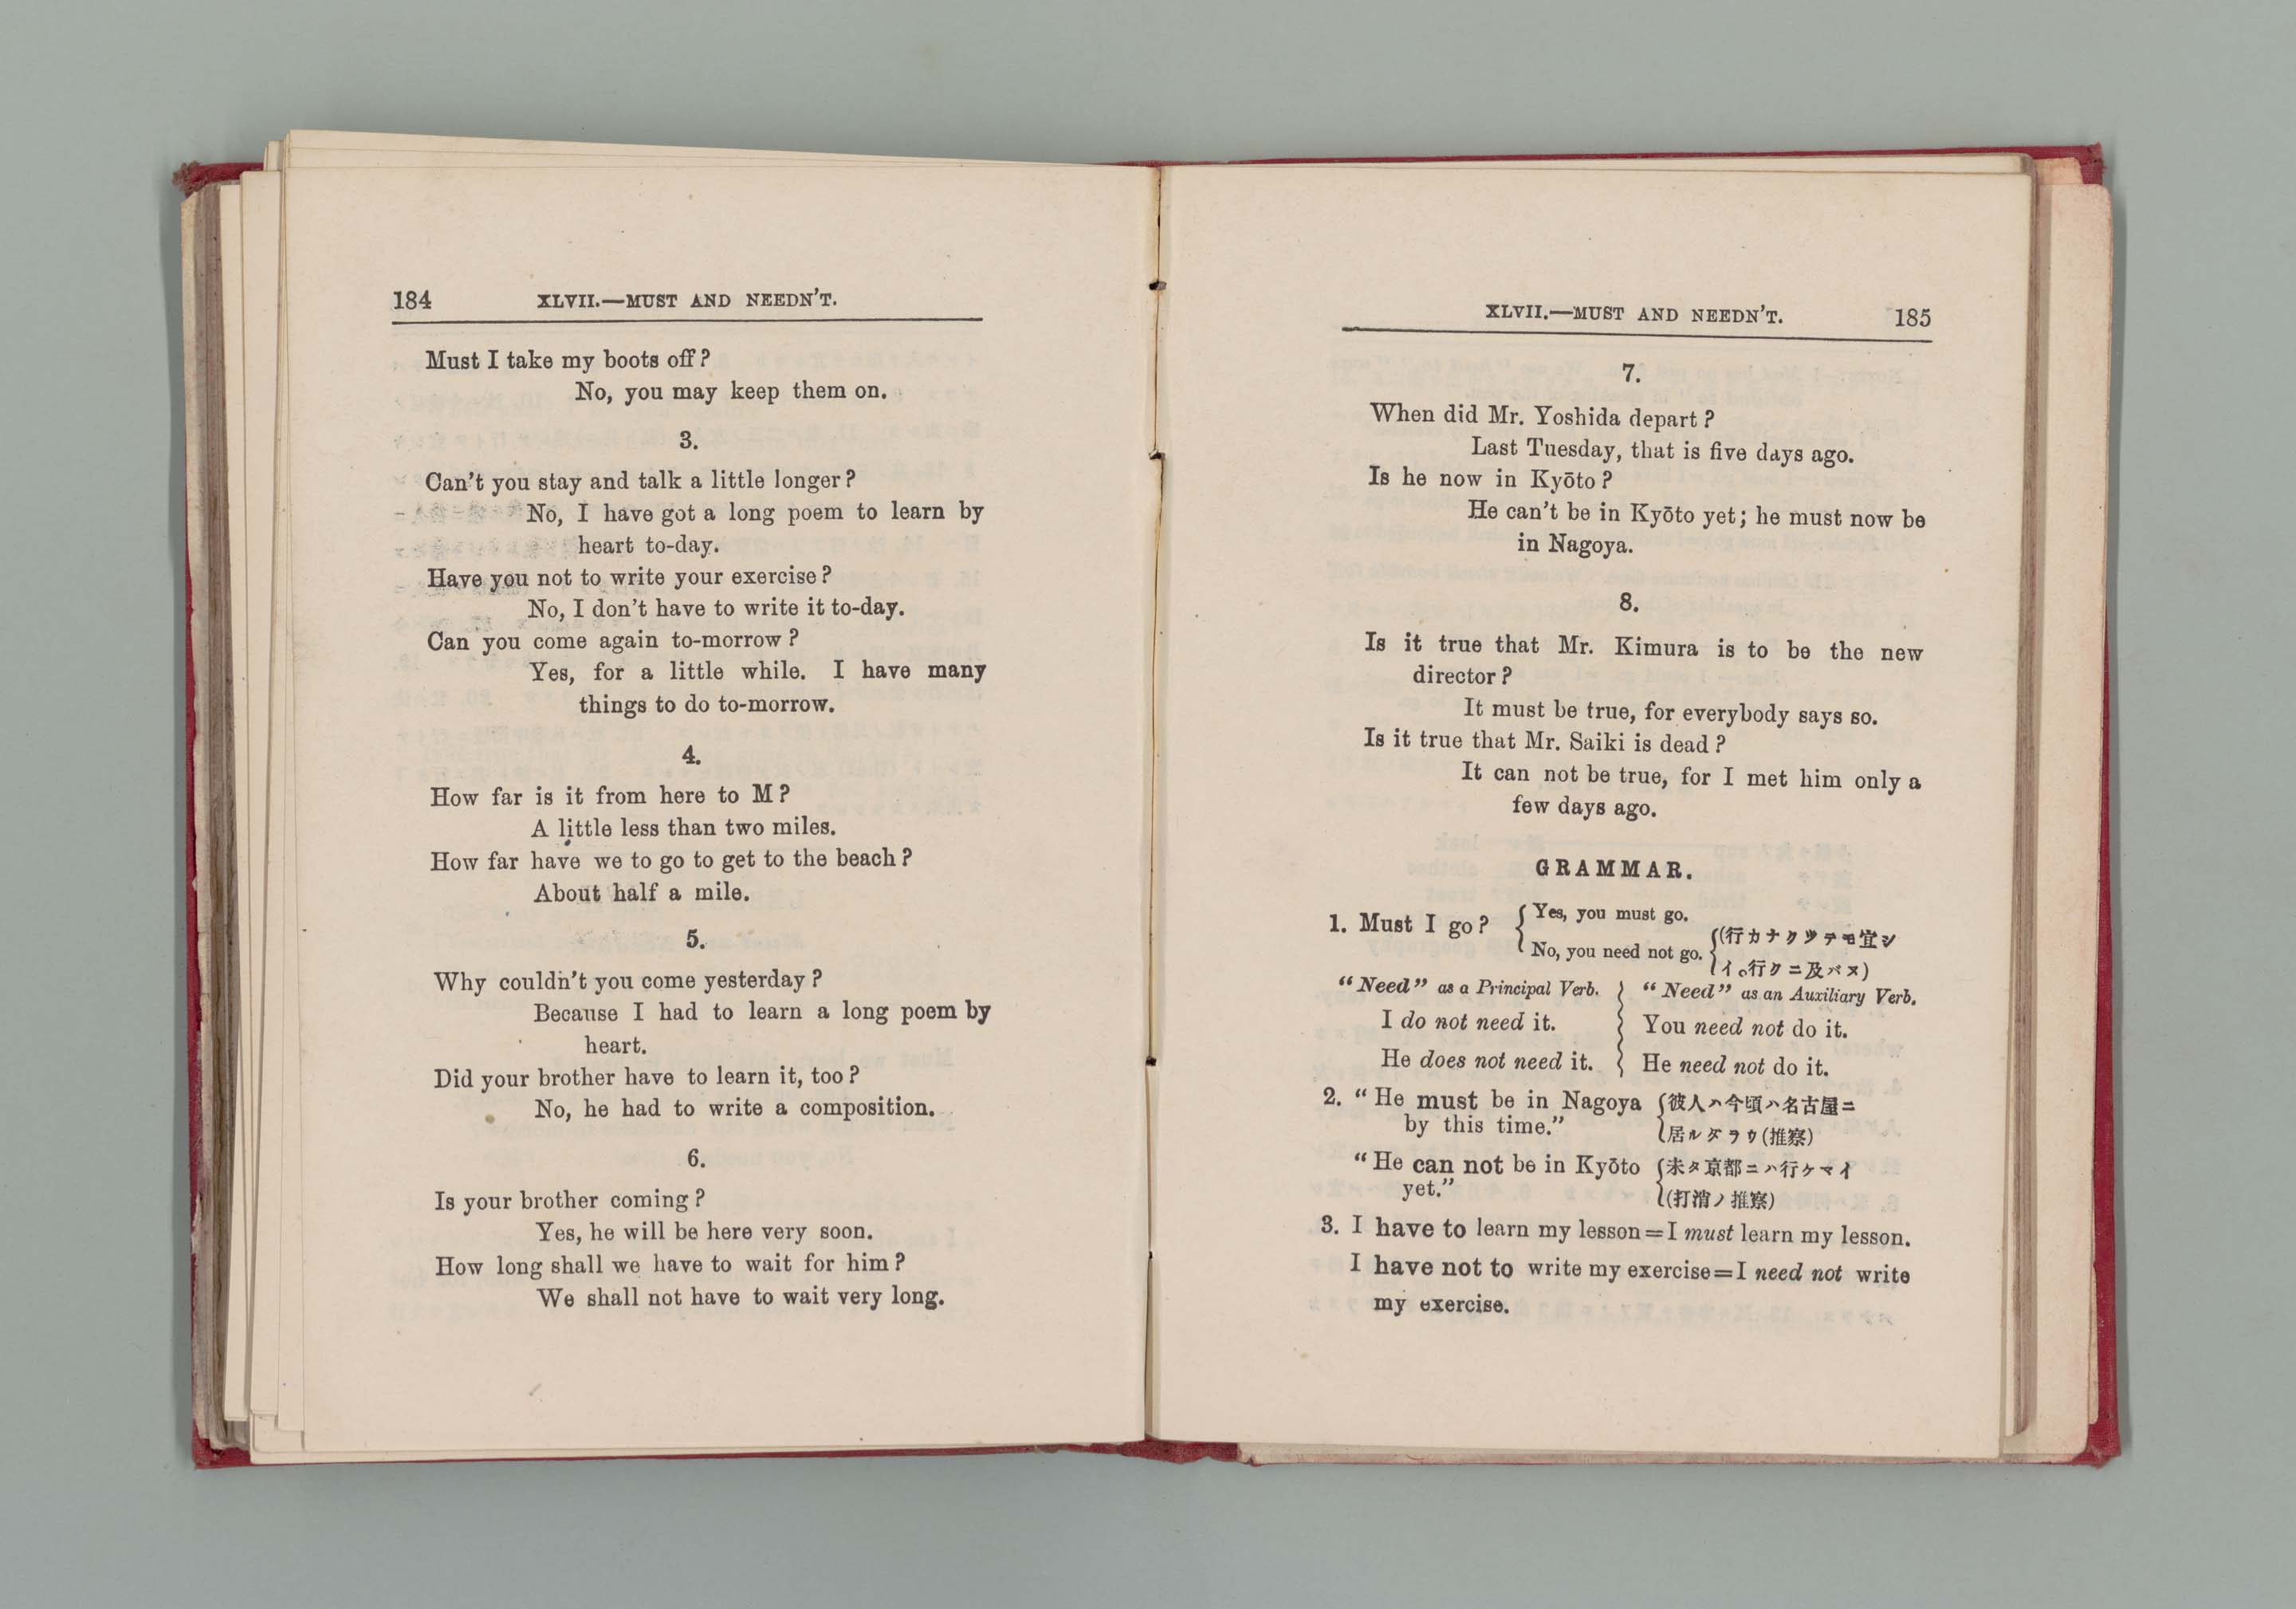 184 XLVII.—MUST AND NEEDN'T.
Must I take my boots off?
No, you may keep them on.
3.
Can't you stay and talk a little longer?
No, I have got a long poem to learn by
heart to-day.
Have you not to write your exercise?
No, I don't have to write it to-day.
Can you come again to-morrow?
Yes, for a little while. I have many
things to do to-morrow.
4.
How far is it from here to M?
A little less than two miles.
How far have we to go to get to the beach?
About half a mile.
5.
Why couldn't you come yesterday?
Because I had to learn a long poem by
heart.
Did your brother have to learn it, too?
No, he had to write a composition.
6.
Is your brother coming?
Yes, he will be here very soon.
How long shall we have to wait for him?
We shall not have to wait very long.
XLVII.—MUST AND NEEDN'T. 185
7.
When did Mr. Yoshida depart?
Last Tuesday, that is five days ago.
Is he now in Kyōto?
He can't be in Kyōto yet; he must now be
in Nagoya.
8.
Is it true that Mr. Kimura is to be the new
director?
It must be true, for everybody says so.
Is it true that Mr. Saiki is dead?
It can not be true, for I met him only a
few days ago.
GRAMMAR.
1. Must I go? { Yes, you must go.
No, you need not go. {(行カナクツテモ宜シ
イ。行クニ及バヌ)
"Need" as a Principal Verb. "Need" as an Auxiliary Verb.
I do not need it. You need not do it.
He does not need it. He need not do it.
2. "He must be in Nagoya {彼人ハ今頃ハ名古屋ニ
by this time." 居ルダラウ(推察)
"He can not be in Kyōto {未タ京都ニハ行ケマイ
yet." (打消ノ推察)
3. I have to learn my lesson=I must learn my lesson.
I have not to write my exercise=I need not write
my exercise.